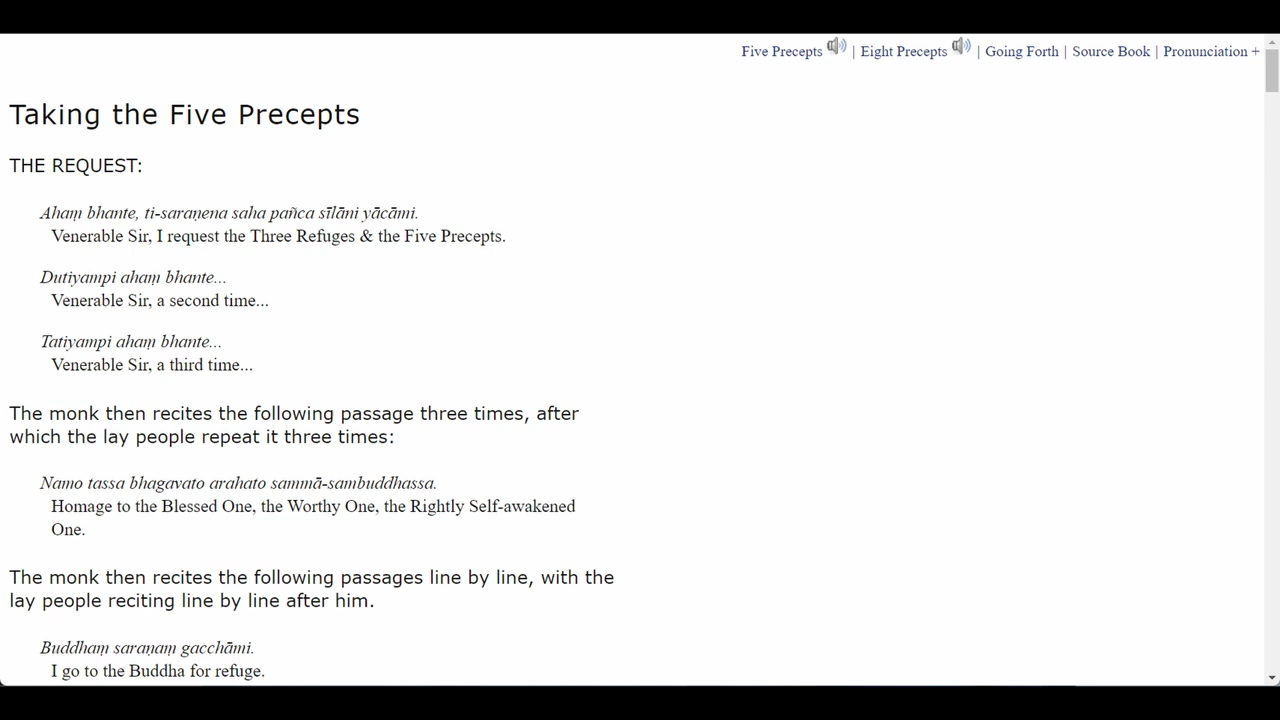 Five Precepts | Eight Precepts | Going Forth | Source Book | Pronunciation +
Taking the Five Precepts
THE REQUEST:
Ahaṃ bhante, ti-saraṇena saha pañca sīlāni yācāmi.
Venerable Sir, I request the Three Refuges & the Five Precepts.
Dutiyampi ahaṃ bhante...
Venerable Sir, a second time...
Tatiyampi ahaṃ bhante...
Venerable Sir, a third time...
The monk then recites the following passage three times, after
which the lay people repeat it three times:
Namo tassa bhagavato arahato sammā-sambuddhassa.
Homage to the Blessed One, the Worthy One, the Rightly Self-awakened
One.
The monk then recites the following passages line by line, with the
lay people reciting line by line after him.
Buddhaṃ saraṇaṃ gacchāmi.
I go to the Buddha for refuge.